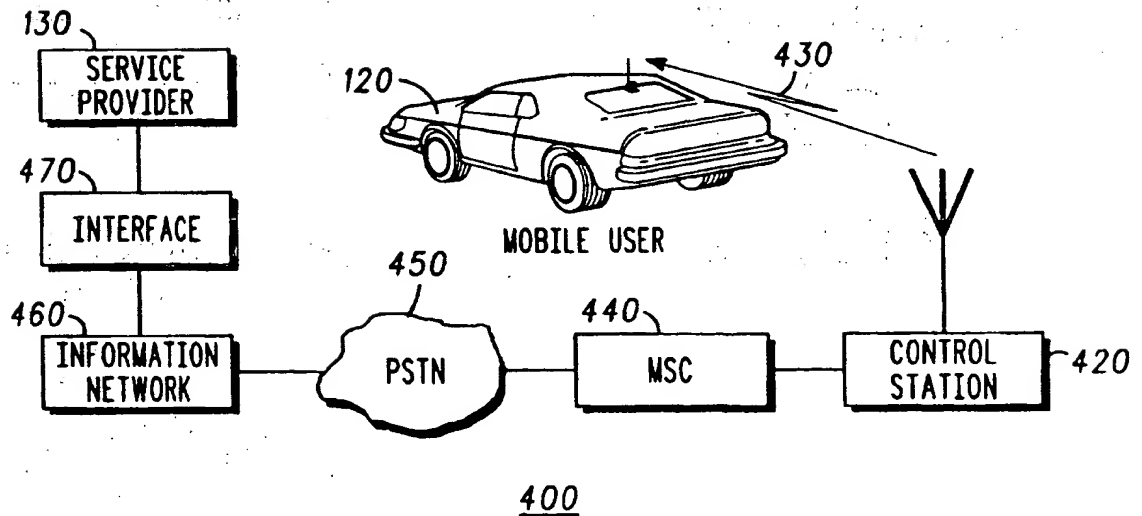 130
SERVICE
PROVIDER
120
430
470
INTERFACE
MOBILE USER
450
460
440
INFORMATION
NETWORK
PSTN
MSC
CONTROL
STATION
420
400